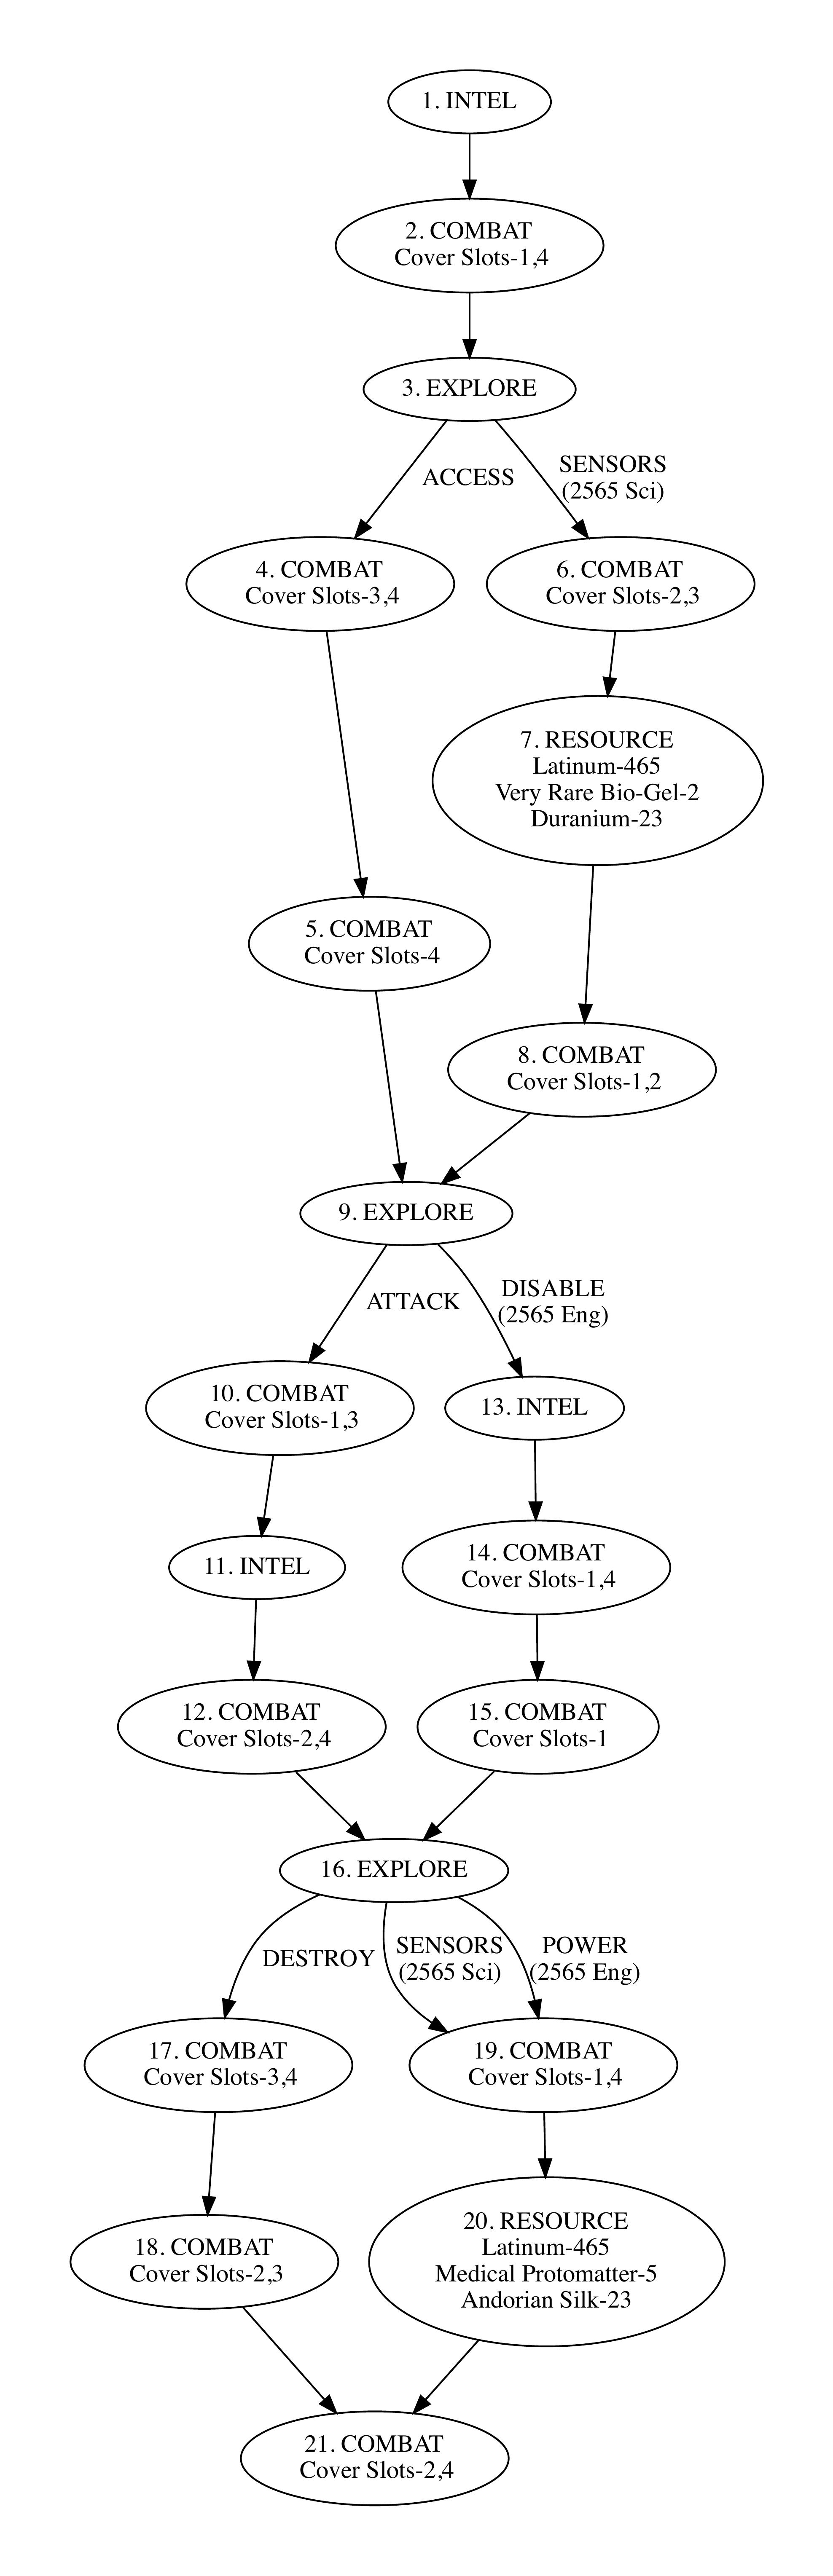 1. INTEL
2. COMBAT
Cover Slots-1,4
3. EXPLORE
ACCESS
SENSORS
(2565 Sci)
4. COMBAT
Cover Slots-3,4
6. COMBAT
Cover Slots-2,3
7. RESOURCE
Latinum-465
Very Rare Bio-Gel-2
Duranium-23
5. COMBAT
Cover Slots-4
8. COMBAT
Cover Slots-1,2
9. EXPLORE
ATTACK
DISABLE
(2565 Eng)
10. COMBAT
Cover Slots-1,3
13. INTEL
11. INTEL
14. COMBAT
Cover Slots-1,4
12. COMBAT
Cover Slots-2,4
15. COMBAT
Cover Slots-1
16. EXPLORE
DESTROY
SENSORS
(2565 Sci)
POWER
(2565 Eng)
17. COMBAT
Cover Slots-3,4
19. COMBAT
Cover Slots-1,4
18. COMBAT
Cover Slots-2,3
20. RESOURCE
Latinum-465
Medical Protomatter-5
Andorian Silk-23
21. COMBAT
Cover Slots-2,4